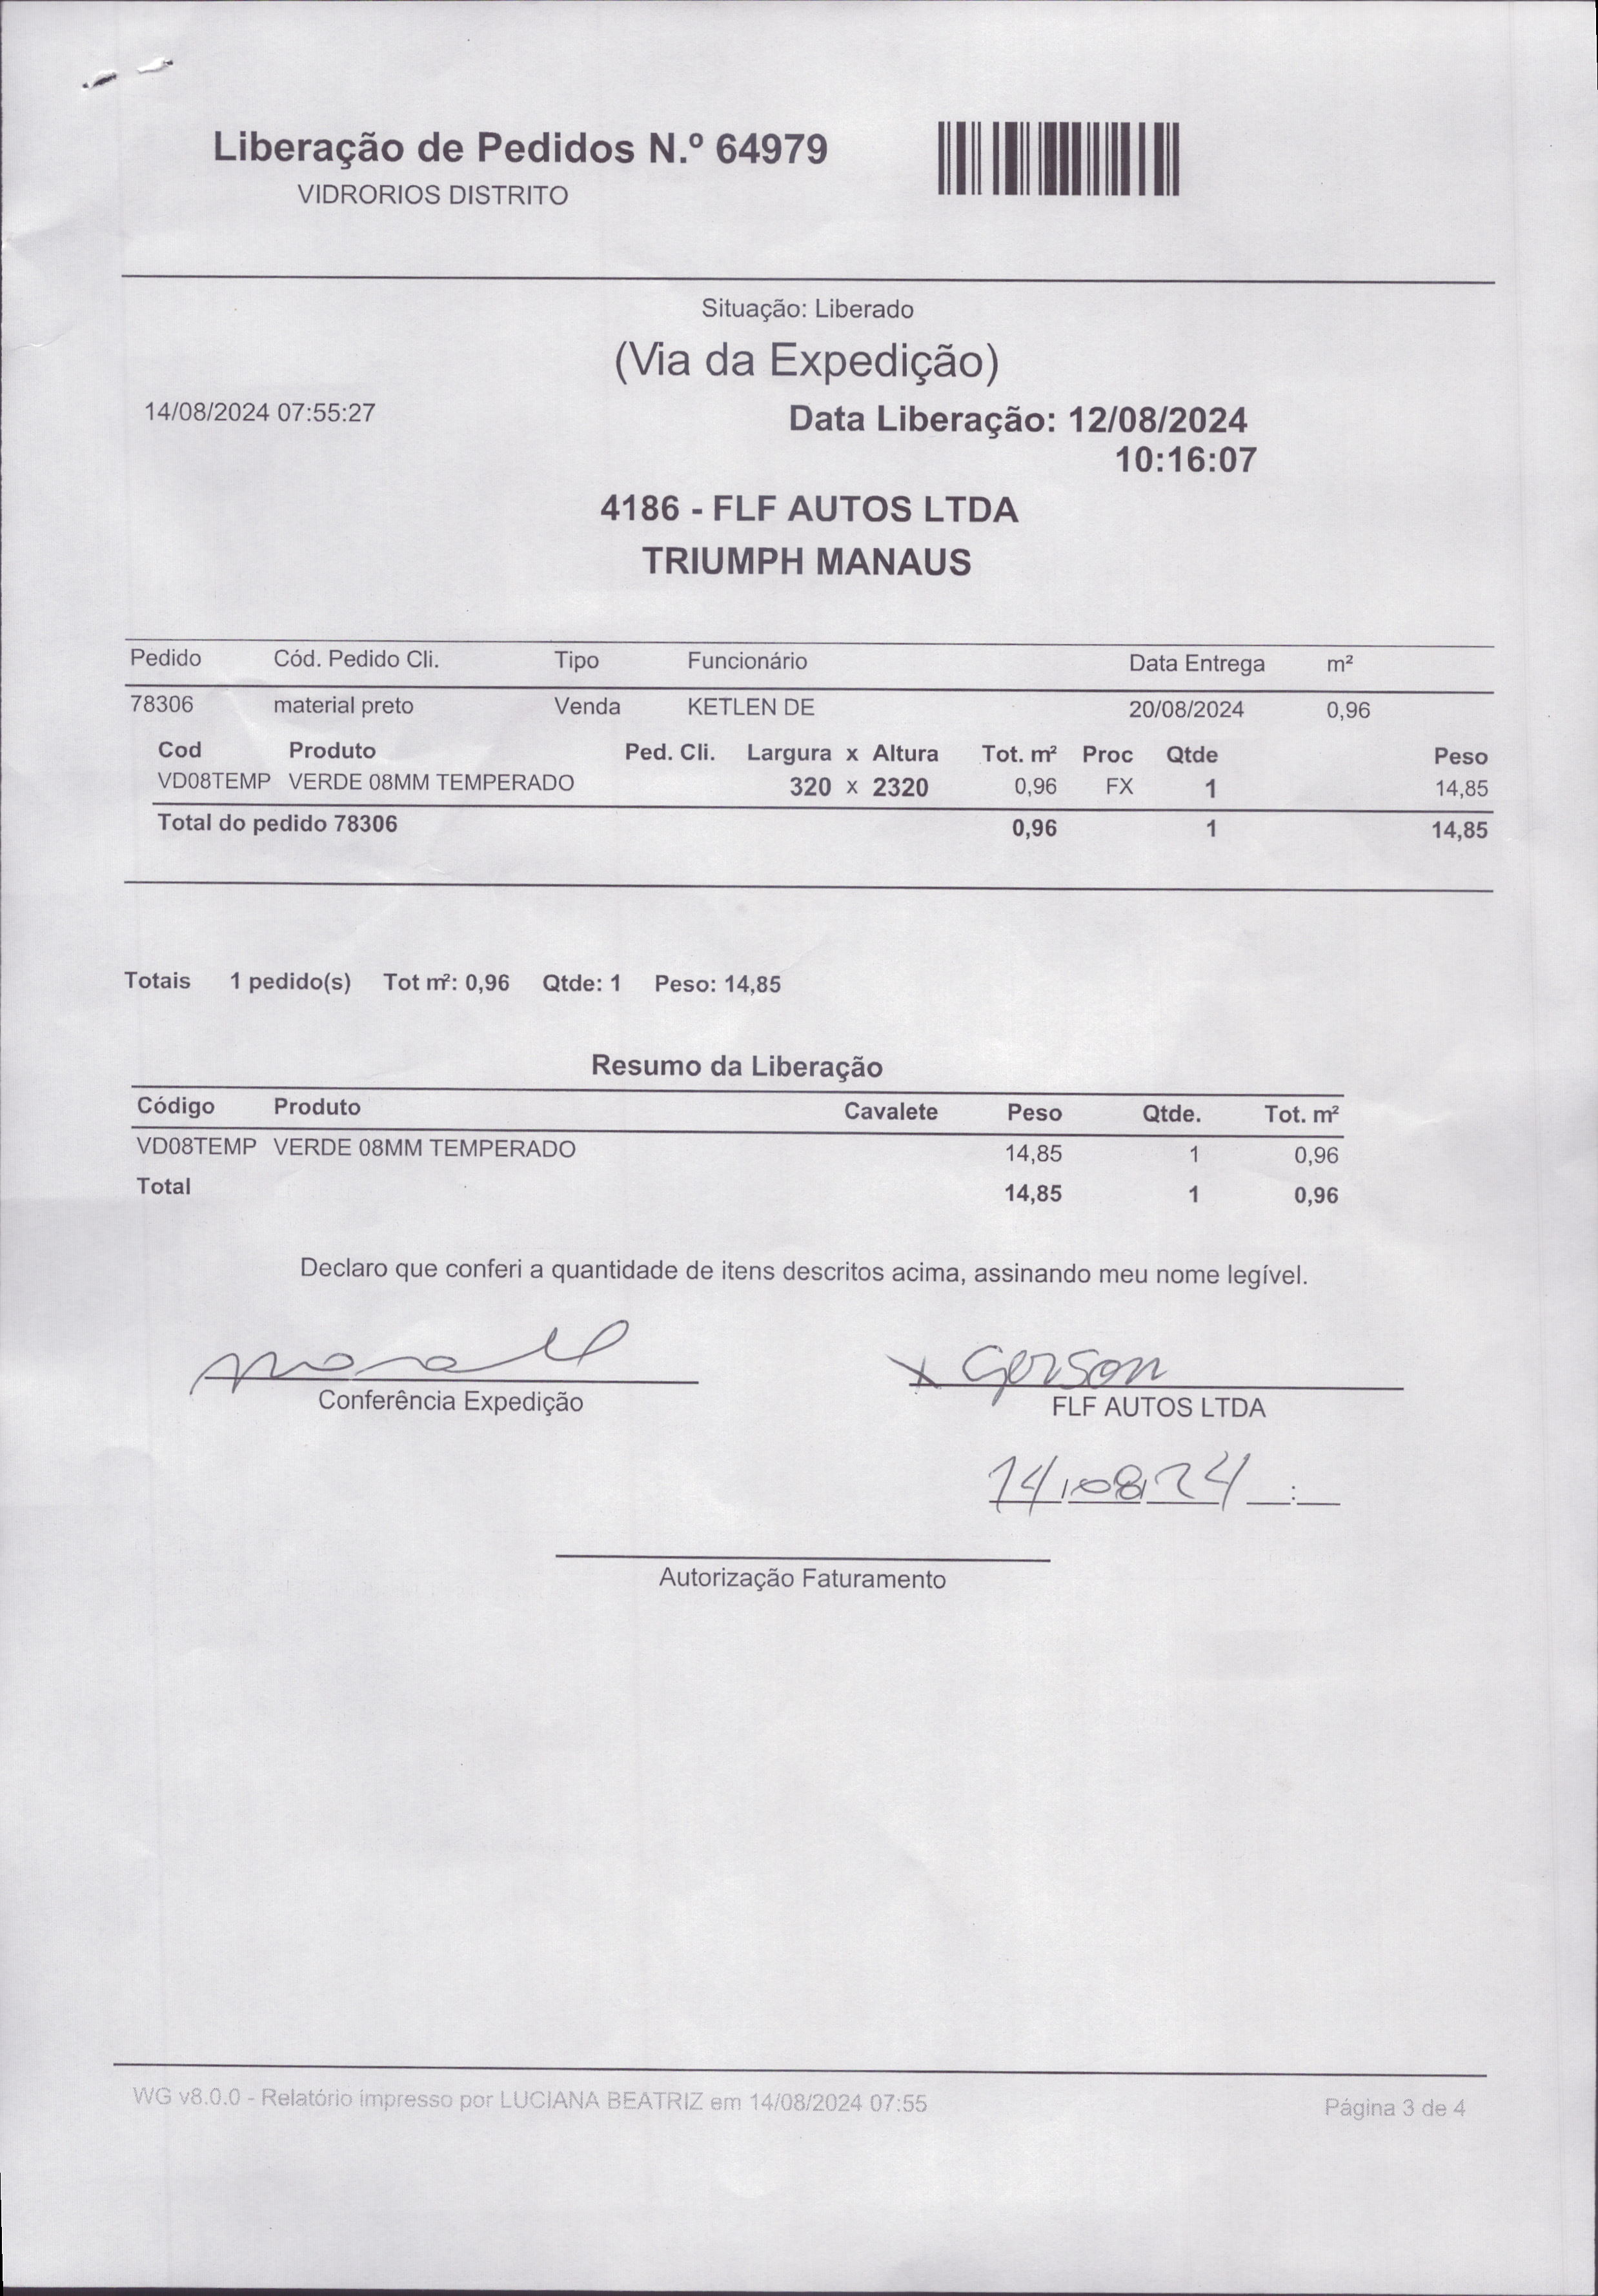 Liberação de Pedidos N.º 64979
VIDRORIOS DISTRITO
Situação: Liberado
(Via da Expedição)
14/08/2024 07:55:27
Data Liberação: 12/08/2024
10:16:07
4186 - FLF AUTOS LTDA
TRIUMPH MANAUS
Pedido Cód. Pedido Cli. Tipo Funcionário Data Entrega m²
78306 material preto Venda KETLEN DE 20/08/2024 0,96
Cod Produto Ped. Cli. Largura x Altura Tot. m² Proc Qtde Peso
VD08TEMP VERDE 08MM TEMPERADO 320 x 2320 0,96 FX 1 14,85
Total do pedido 78306 0,96 1 14,85
Totais 1 pedido(s) Tot m²: 0,96 Qtde: 1 Peso: 14,85
Resumo da Liberação
Código Produto Cavalete Peso Qtde. Tot. m²
VD08TEMP VERDE 08MM TEMPERADO 14,85 1 0,96
Total 14,85 1 0,96
Declaro que conferi a quantidade de itens descritos acima, assinando meu nome legível.
x Gerson
Conferência Expedição FLF AUTOS LTDA
14/08/24 __:__
Autorização Faturamento
WG v8.0.0 - Relatório impresso por LUCIANA BEATRIZ em 14/08/2024 07:55 Página 3 de 4